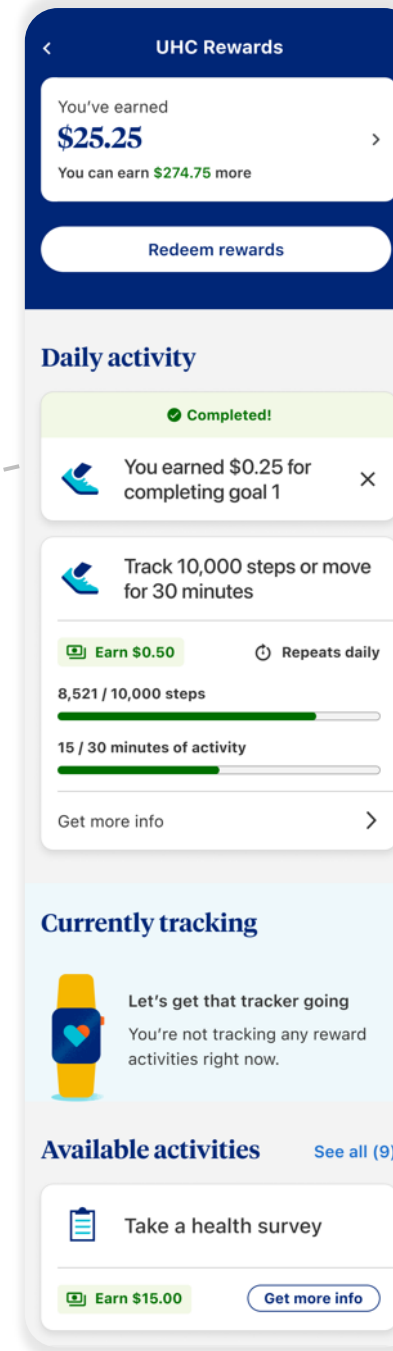 UHC Rewards
You've earned
$25.25
You can earn $274.75 more
Redeem rewards
Daily activity
Completed!
You earned $0.25 for
completing goal 1
Track 10,000 steps or move
for 30 minutes
Earn $0.50
Repeats daily
8,521 / 10,000 steps
15 / 30 minutes of activity
Get more info
Currently tracking
Let's get that tracker going
You're not tracking any reward
activities right now.
Available activities
See all (9)
Take a health survey
Earn $15.00
Get more info